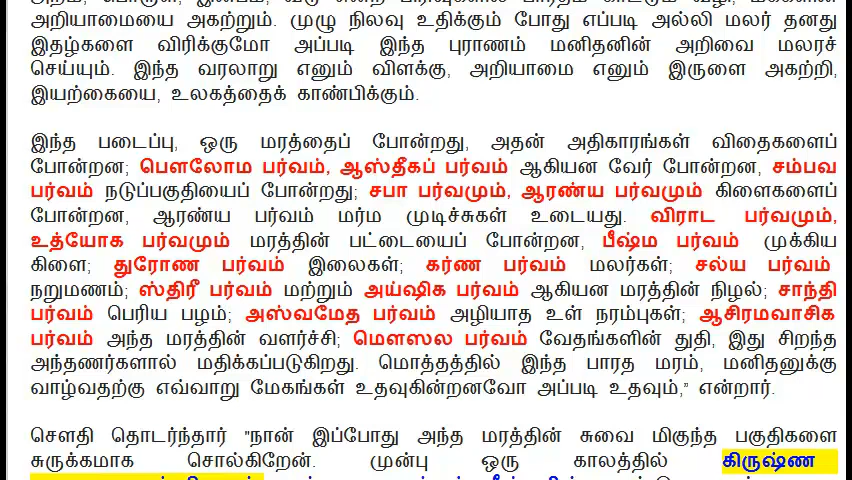 அறியாமையை அகற்றும். முழு நிலவு உதிக்கும் போது எப்படி அல்லி மலர் தனது
இதழ்களை விரிக்குமோ அப்படி இந்த புராணம் மனிதனின் அறிவை மலரச்
செய்யும். இந்த வரலாறு எனும் விளக்கு, அறியாமை எனும் இருளை அகற்றி,
இயற்கையை, உலகத்தைக் காண்பிக்கும்.
இந்த படைப்பு, ஒரு மரத்தைப் போன்றது, அதன் அதிகாரங்கள் விதைகளைப்
போன்றன; பௌலோம பர்வம், ஆஸ்தீகப் பர்வம் ஆகியன வேர் போன்றன, சம்பவ
பர்வம் நடுப்பகுதியைப் போன்றது; சபா பர்வமும், ஆரண்ய பர்வமும் கிளைகளைப்
போன்றன, ஆரண்ய பர்வம் மர்ம முடிச்சுகள் உடையது. விராட பர்வமும்,
உத்யோக பர்வமும் மரத்தின் பட்டையைப் போன்றன, பீஷ்ம பர்வம் முக்கிய
கிளை; துரோண பர்வம் இலைகள்; கர்ண பர்வம் மலர்கள்; சல்ய பர்வம்
நறுமணம்; ஸ்திரீ பர்வம் மற்றும் அய்ஷிக பர்வம் ஆகியன மரத்தின் நிழல்; சாந்தி
பர்வம் பெரிய பழம்; அஸ்வமேத பர்வம் அழியாத உள் நரம்புகள்; ஆசிரமவாசிக
பர்வம் அந்த மரத்தின் வளர்ச்சி; மௌஸல பர்வம் வேதங்களின் துதி, இது சிறந்த
அந்தணர்களால் மதிக்கப்படுகிறது. மொத்தத்தில் இந்த பாரத மரம், மனிதனுக்கு
வாழ்வதற்கு எவ்வாறு மேகங்கள் உதவுகின்றனவோ அப்படி உதவும்,” என்றார்.
சௌதி தொடர்ந்தார் "நான் இப்போது அந்த மரத்தின் சுவை மிகுந்த பகுதிகளை
சுருக்கமாக சொல்கிறேன். முன்பு ஒரு காலத்தில் கிருஷ்ண